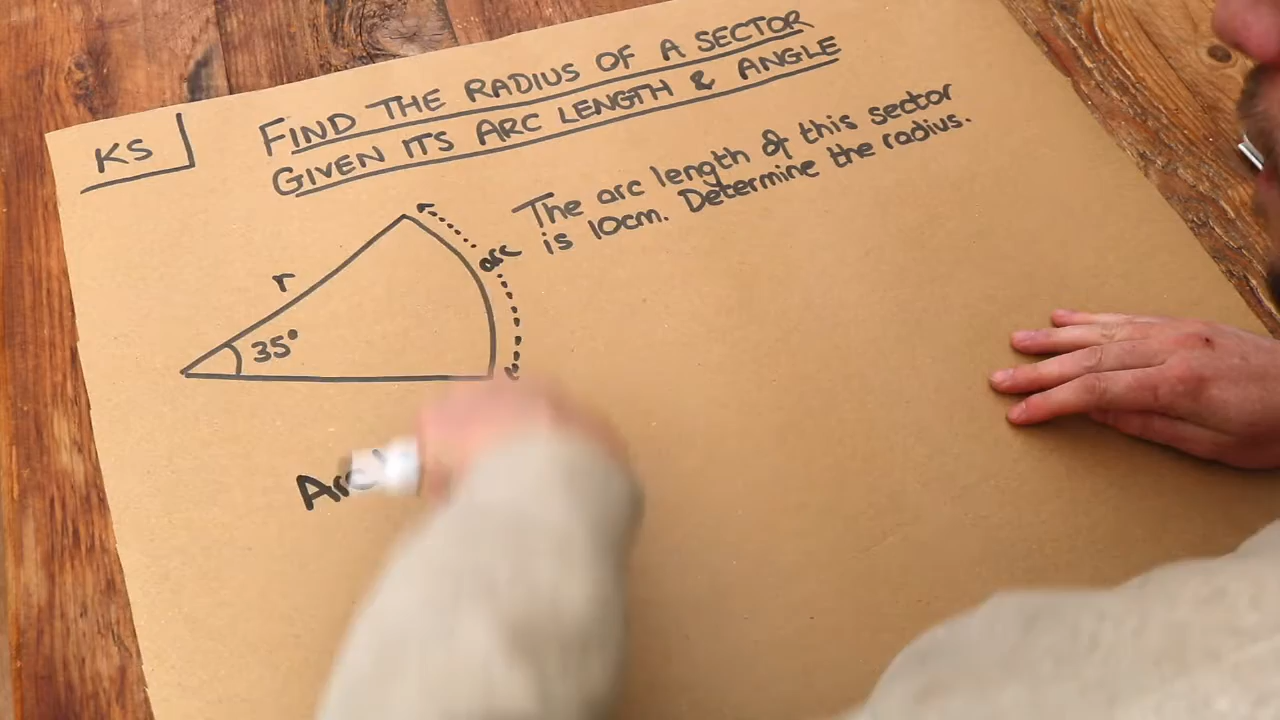 KS
FIND THE RADIUS OF A SECTOR
GIVEN ITS ARC LENGTH & ANGLE
The arc length of this sector
is 10cm. Determine the radius.
arc
r
35°
Arc